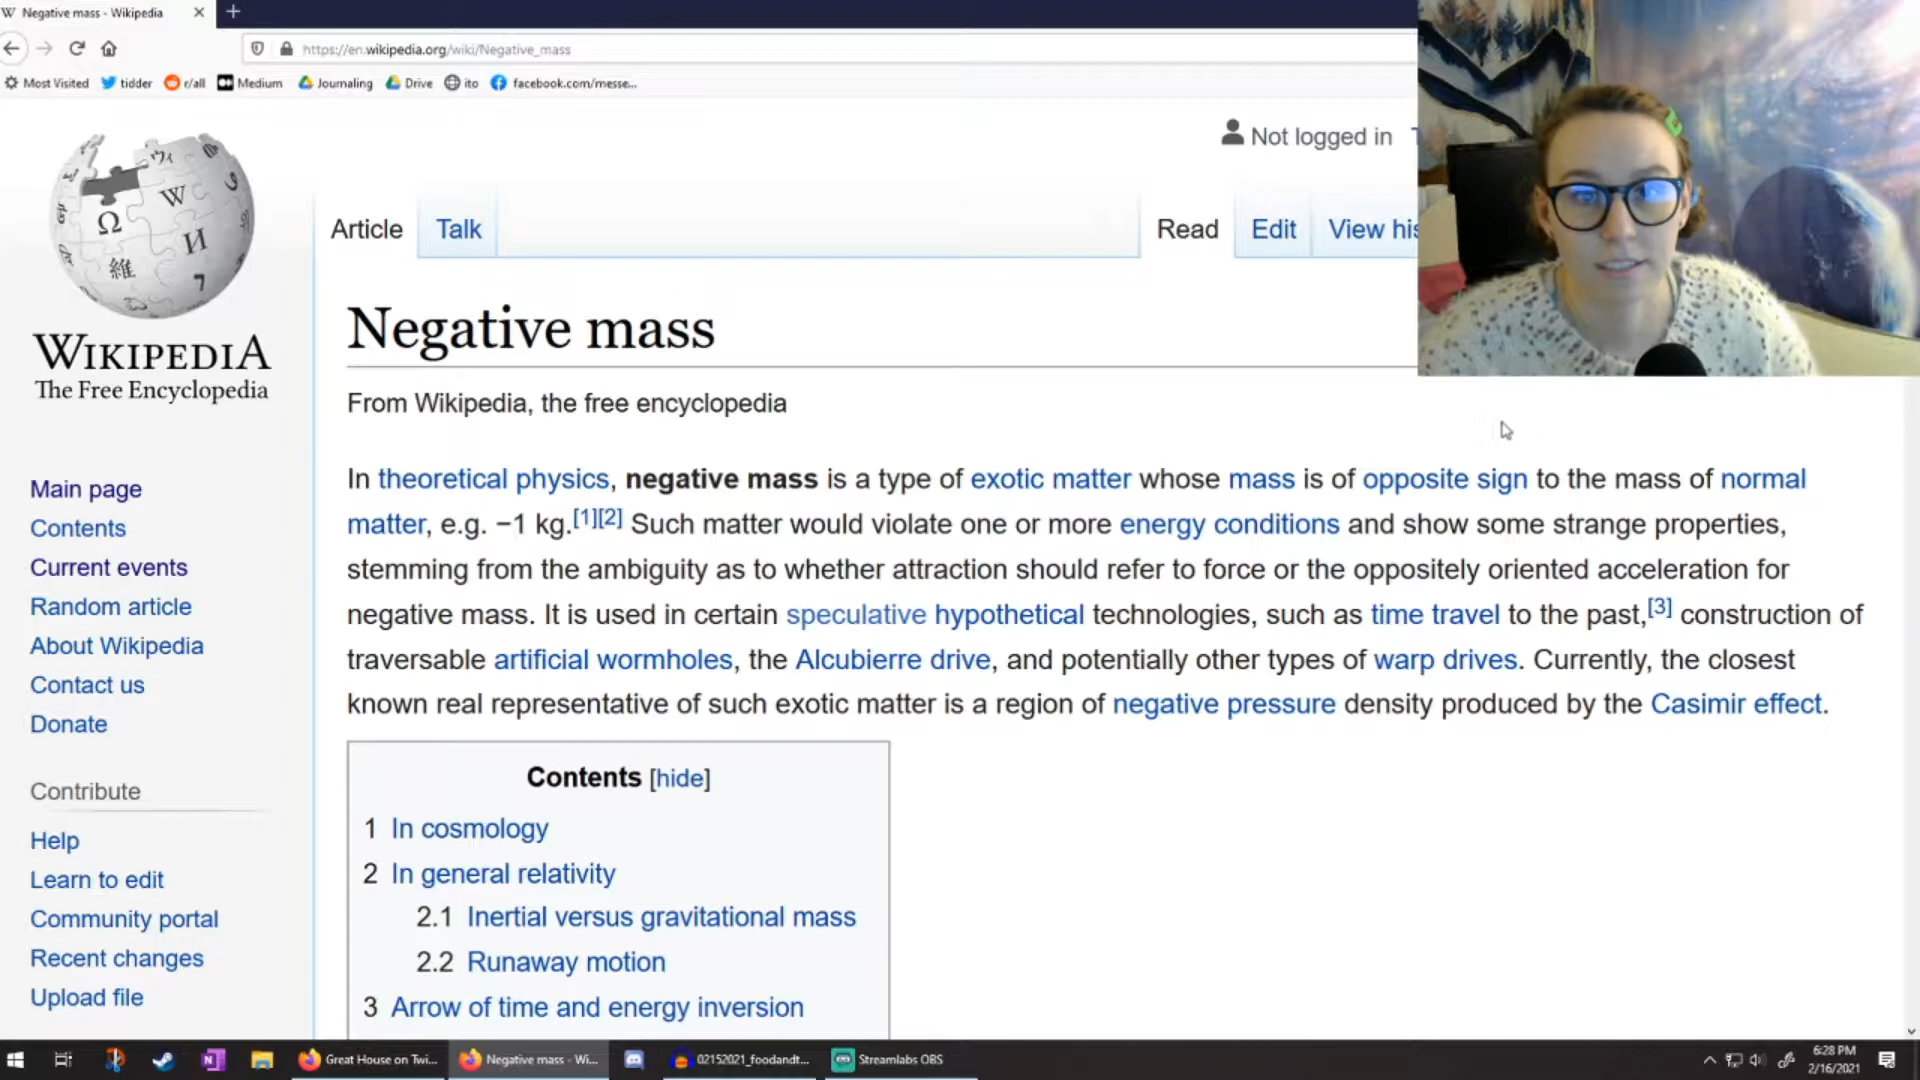 Negative mass - Wikipedia
https://en.wikipedia.org/wiki/Negative_mass
Most Visited tidder r/all Medium Journaling Drive ito facebook.com/messe...
Not logged in
Article Talk Read Edit View his
WIKIPEDIA
The Free Encyclopedia
Negative mass
From Wikipedia, the free encyclopedia
In theoretical physics, negative mass is a type of exotic matter whose mass is of opposite sign to the mass of normal
matter, e.g. −1 kg.[1][2] Such matter would violate one or more energy conditions and show some strange properties,
stemming from the ambiguity as to whether attraction should refer to force or the oppositely oriented acceleration for
negative mass. It is used in certain speculative hypothetical technologies, such as time travel to the past,[3] construction of
traversable artificial wormholes, the Alcubierre drive, and potentially other types of warp drives. Currently, the closest
known real representative of such exotic matter is a region of negative pressure density produced by the Casimir effect.
Main page
Contents
Current events
Random article
About Wikipedia
Contact us
Donate
Contribute
Help
Learn to edit
Community portal
Recent changes
Upload file
Contents [hide]
1 In cosmology
2 In general relativity
2.1 Inertial versus gravitational mass
2.2 Runaway motion
3 Arrow of time and energy inversion
Great House on Twi... Negative mass - Wi... 02152021_foodandt... Streamlabs OBS
6:28 PM
2/16/2021